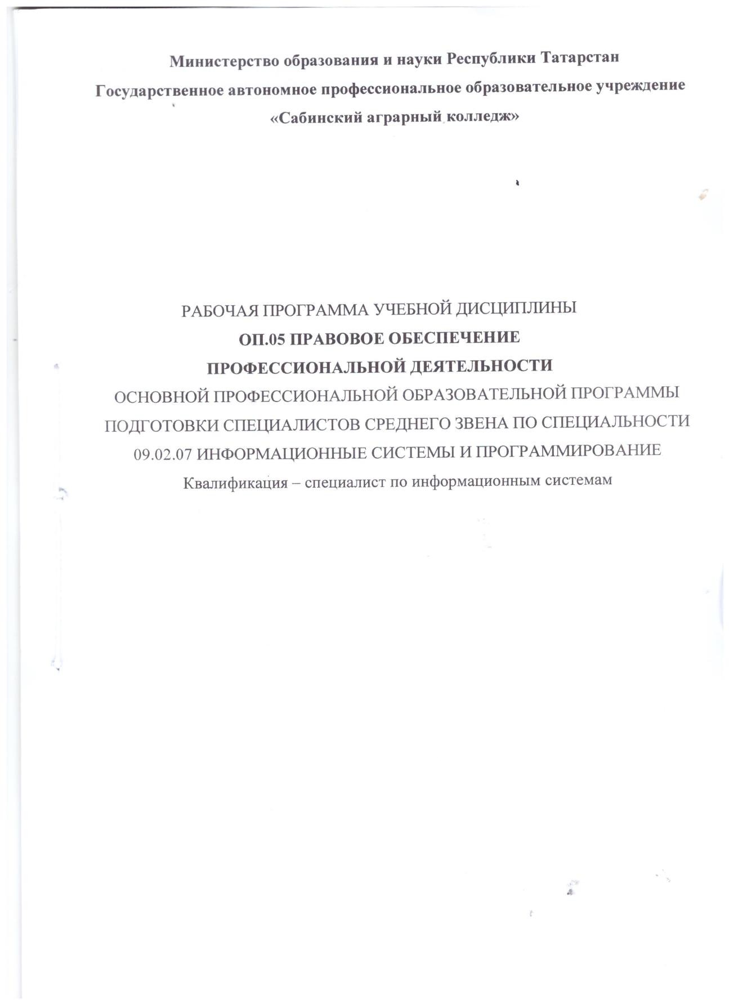 Министерство образования и науки Республики Татарстан
Государственное автономное профессиональное образовательное учреждение
«Сабинский аграрный колледж»
РАБОЧАЯ ПРОГРАММА УЧЕБНОЙ ДИСЦИПЛИНЫ
ОП.05 ПРАВОВОЕ ОБЕСПЕЧЕНИЕ
ПРОФЕССИОНАЛЬНОЙ ДЕЯТЕЛЬНОСТИ
ОСНОВНОЙ ПРОФЕССИОНАЛЬНОЙ ОБРАЗОВАТЕЛЬНОЙ ПРОГРАММЫ
ПОДГОТОВКИ СПЕЦИАЛИСТОВ СРЕДНЕГО ЗВЕНА ПО СПЕЦИАЛЬНОСТИ
09.02.07 ИНФОРМАЦИОННЫЕ СИСТЕМЫ И ПРОГРАММИРОВАНИЕ
Квалификация – специалист по информационным системам